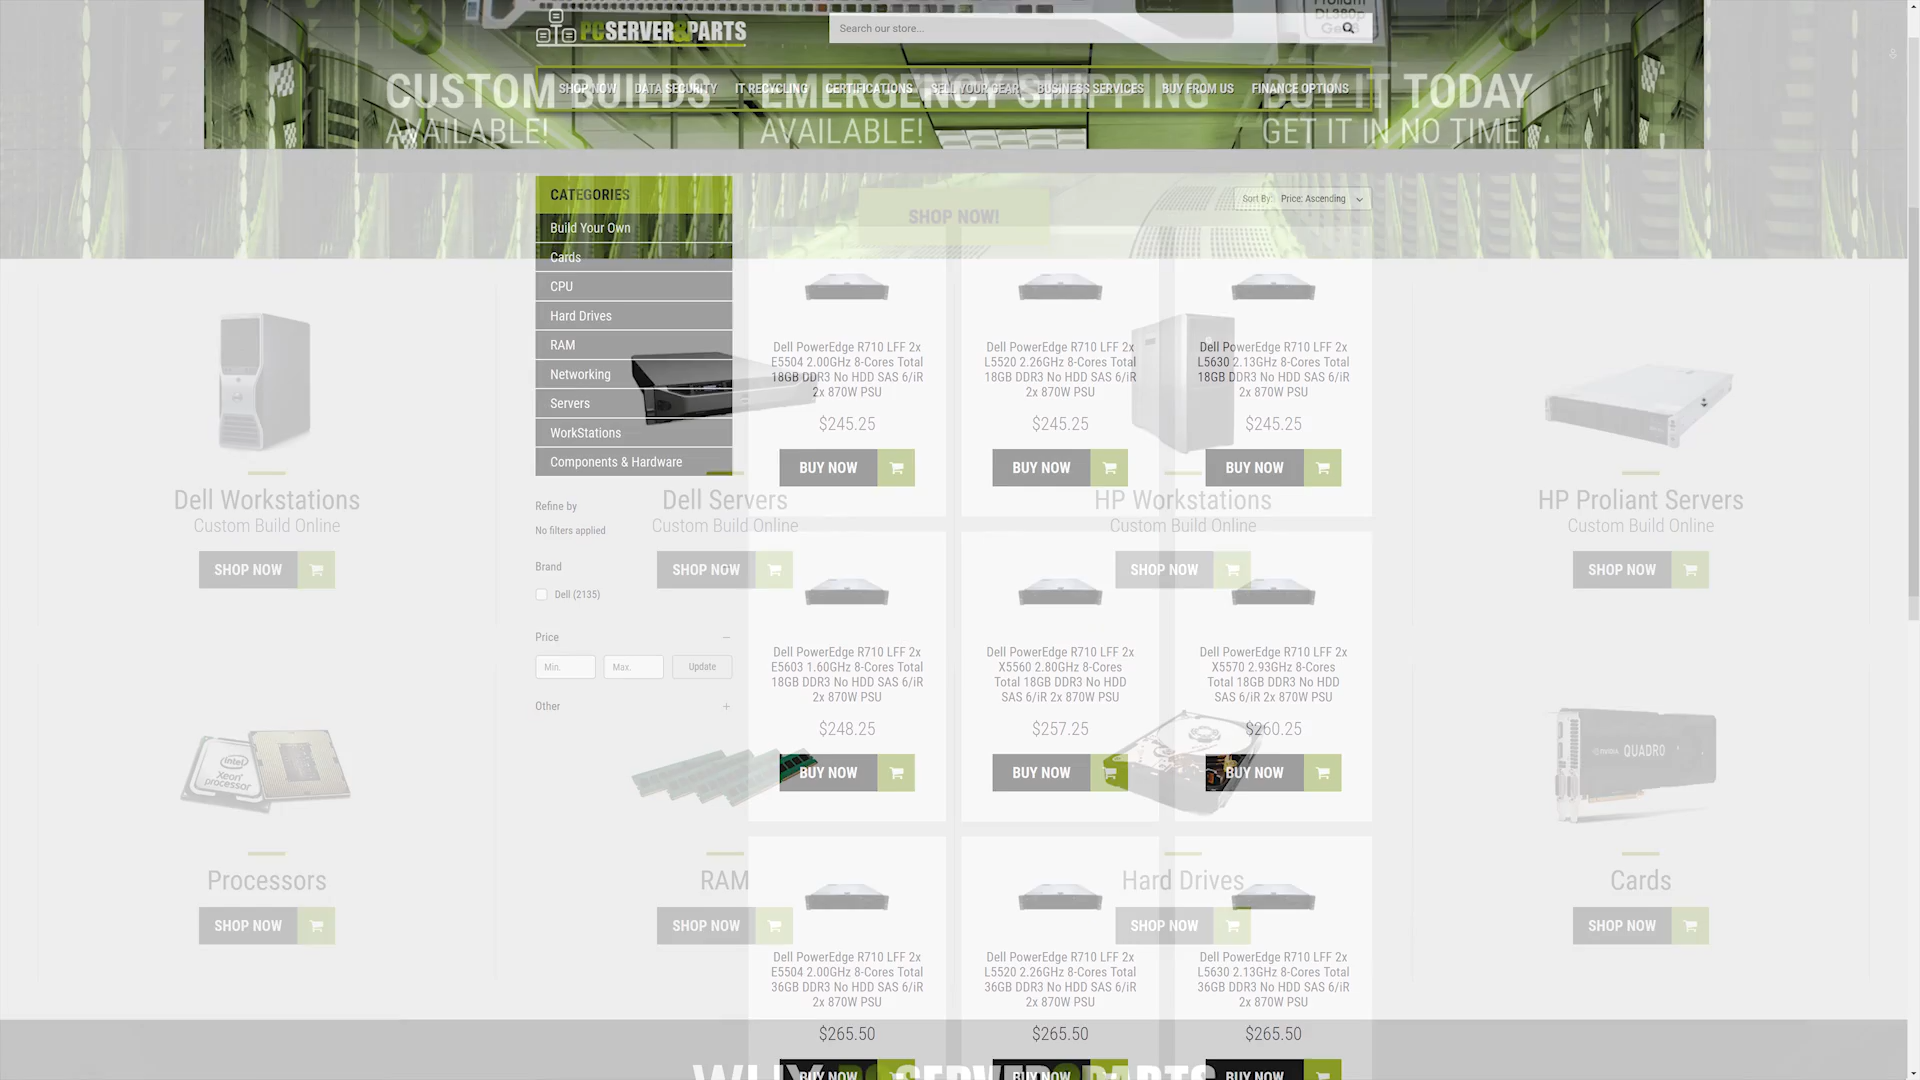 Proliant
DL380p
Gen8
PCSERVER&PARTS
Search our store...
CUSTOM BUILDS
AVAILABLE!
EMERGENCY SHIPPING
AVAILABLE!
BUY IT TODAY
GET IT IN NO TIME
SHOP NOW DATA SECURITY IT RECYCLING CERTIFICATIONS SELL YOUR GEAR BUSINESS SERVICES BUY FROM US FINANCE OPTIONS
CATEGORIES
Build Your Own
Cards
CPU
Hard Drives
RAM
Networking
Servers
WorkStations
Components & Hardware
Refine by
No filters applied
Brand
Dell (2135)
Price
Min.
Max.
Update
Other
SHOP NOW!
Sort By: Price: Ascending
Dell PowerEdge R710 LFF 2x
E5504 2.00GHz 8-Cores Total
18GB DDR3 No HDD SAS 6/iR
2x 870W PSU
$245.25
BUY NOW
Dell PowerEdge R710 LFF 2x
L5520 2.26GHz 8-Cores Total
18GB DDR3 No HDD SAS 6/iR
2x 870W PSU
$245.25
BUY NOW
Dell PowerEdge R710 LFF 2x
L5630 2.13GHz 8-Cores Total
18GB DDR3 No HDD SAS 6/iR
2x 870W PSU
$245.25
BUY NOW
Dell Workstations
Custom Build Online
SHOP NOW
Dell Servers
Custom Build Online
SHOP NOW
HP Workstations
Custom Build Online
SHOP NOW
HP Proliant Servers
Custom Build Online
SHOP NOW
Dell PowerEdge R710 LFF 2x
E5603 1.60GHz 8-Cores Total
18GB DDR3 No HDD SAS 6/iR
2x 870W PSU
$248.25
BUY NOW
Dell PowerEdge R710 LFF 2x
X5560 2.80GHz 8-Cores
Total 18GB DDR3 No HDD
SAS 6/iR 2x 870W PSU
$257.25
BUY NOW
Dell PowerEdge R710 LFF 2x
X5570 2.93GHz 8-Cores
Total 18GB DDR3 No HDD
SAS 6/iR 2x 870W PSU
$260.25
BUY NOW
intel
Xeon
processor
NVIDIA QUADRO
Processors
SHOP NOW
RAM
SHOP NOW
Hard Drives
SHOP NOW
Cards
SHOP NOW
Dell PowerEdge R710 LFF 2x
E5504 2.00GHz 8-Cores Total
36GB DDR3 No HDD SAS 6/iR
2x 870W PSU
$265.50
BUY NOW
Dell PowerEdge R710 LFF 2x
L5520 2.26GHz 8-Cores Total
36GB DDR3 No HDD SAS 6/iR
2x 870W PSU
$265.50
BUY NOW
Dell PowerEdge R710 LFF 2x
L5630 2.13GHz 8-Cores Total
36GB DDR3 No HDD SAS 6/iR
2x 870W PSU
$265.50
BUY NOW
WHY PCSERVER&PARTS